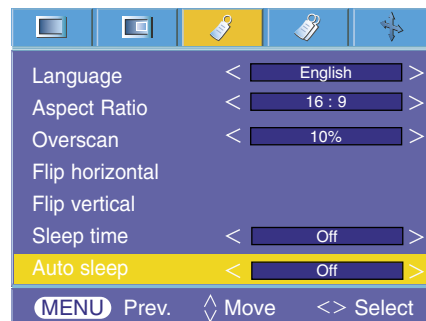 Language < English >
Aspect Ratio < 16 : 9 >
Overscan < 10% >
Flip horizontal
Flip vertical
Sleep time < Off >
Auto sleep < Off >
MENU Prev. Move <> Select